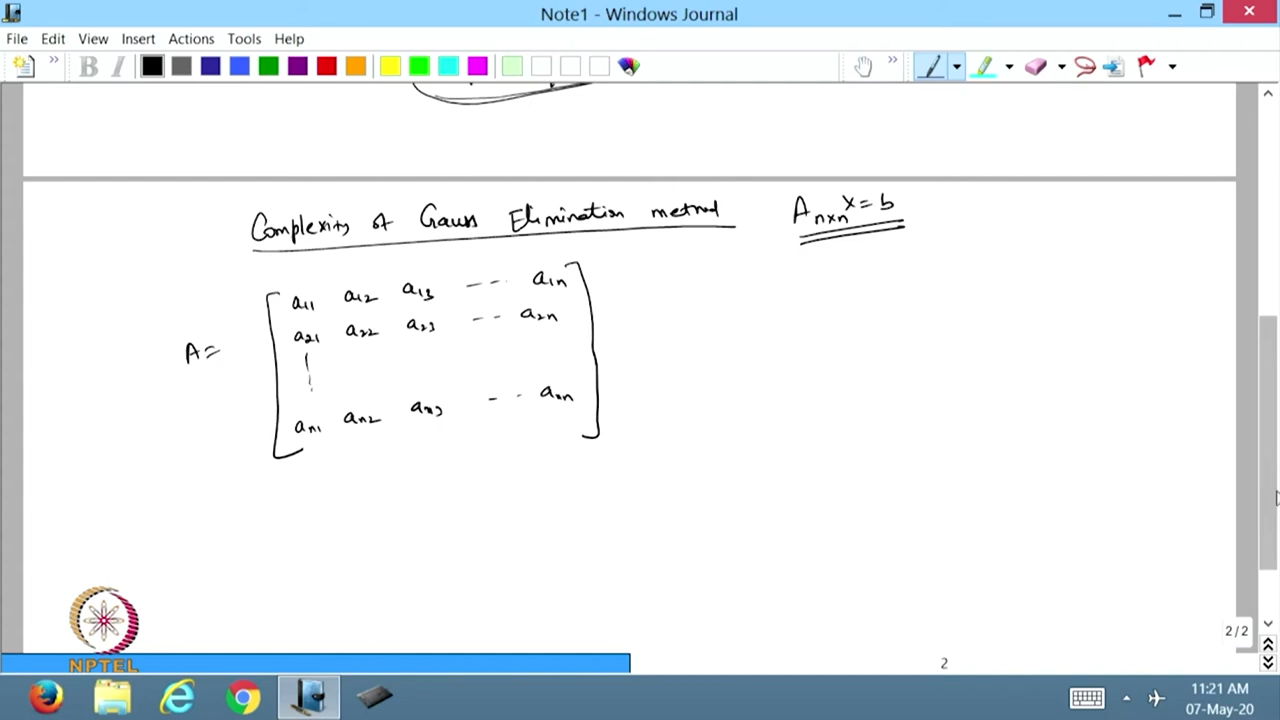 Note1 - Windows Journal
File Edit View Insert Actions Tools Help
Complexity of Gauss Elimination method
A n×n x = b
A =
a11 a12 a13 -- -- a1n
a21 a22 a23 -- -- a2n
an1 an2 an3 - - ann
2 / 2
NPTEL
2
11:21 AM
07-May-20